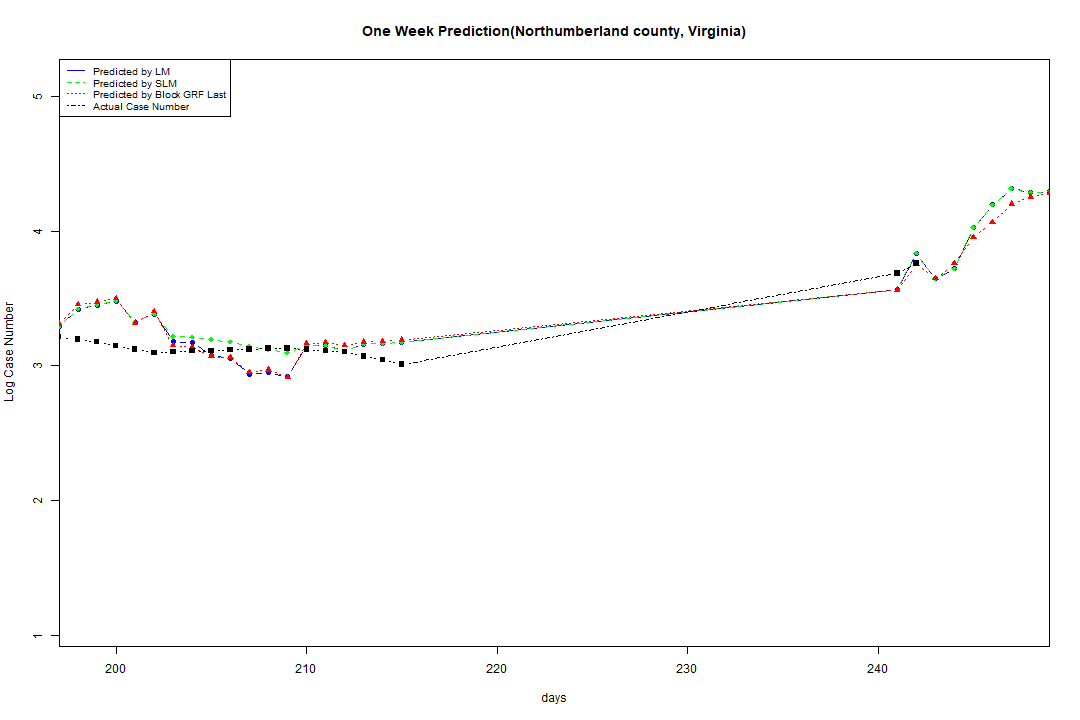 One Week Prediction(Northumberland county, Virginia)
Predicted by LM
Predicted by SLM
Predicted by Block GRF Last
Actual Case Number
5
4
3
2
1
Log Case Number
200 210 220 230 240
days